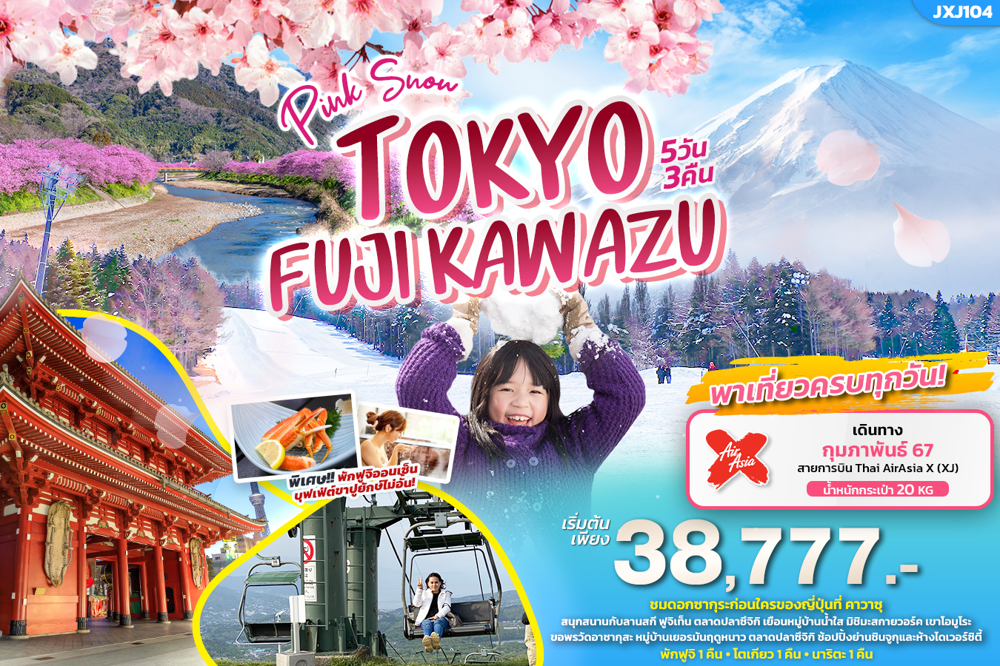 JXJ104
Pink Snow
TOKYO
5วัน
3คืน
FUJI KAWAZU
พาเที่ยวครบทุกวัน!
Air
Asia
เดินทาง
กุมภาพันธ์ 67
สายการบิน Thai AirAsia X (XJ)
น้ำหนักกระเป๋า 20 KG
พิเศษ!! พักฟูจิออนเซ็น
บุฟเฟ่ต์ขาปูยักษ์ไม่อั้น!
เริ่มต้น
เพียง
38,777.-
ชมดอกซากุระก่อนใครของญี่ปุ่นที่ คาวาซุ
สนุกสนานกับลานสกี ฟูจิเท็น ตลาดปลาซึจิกิ เยือนหมู่บ้านน้ำใส มิชิมะสกายวอร์ค เขาโอมูโระ
ขอพรวัดอาซากุสะ หมู่บ้านเยอรมันฤดูหนาว ตลาดปลาซึจิกิ ช้อปปิ้งย่านชินจูกุและห้างไดเวอร์ซิตี้
พักฟูจิ 1 คืน • โตเกียว 1 คืน • นาริตะ 1 คืน